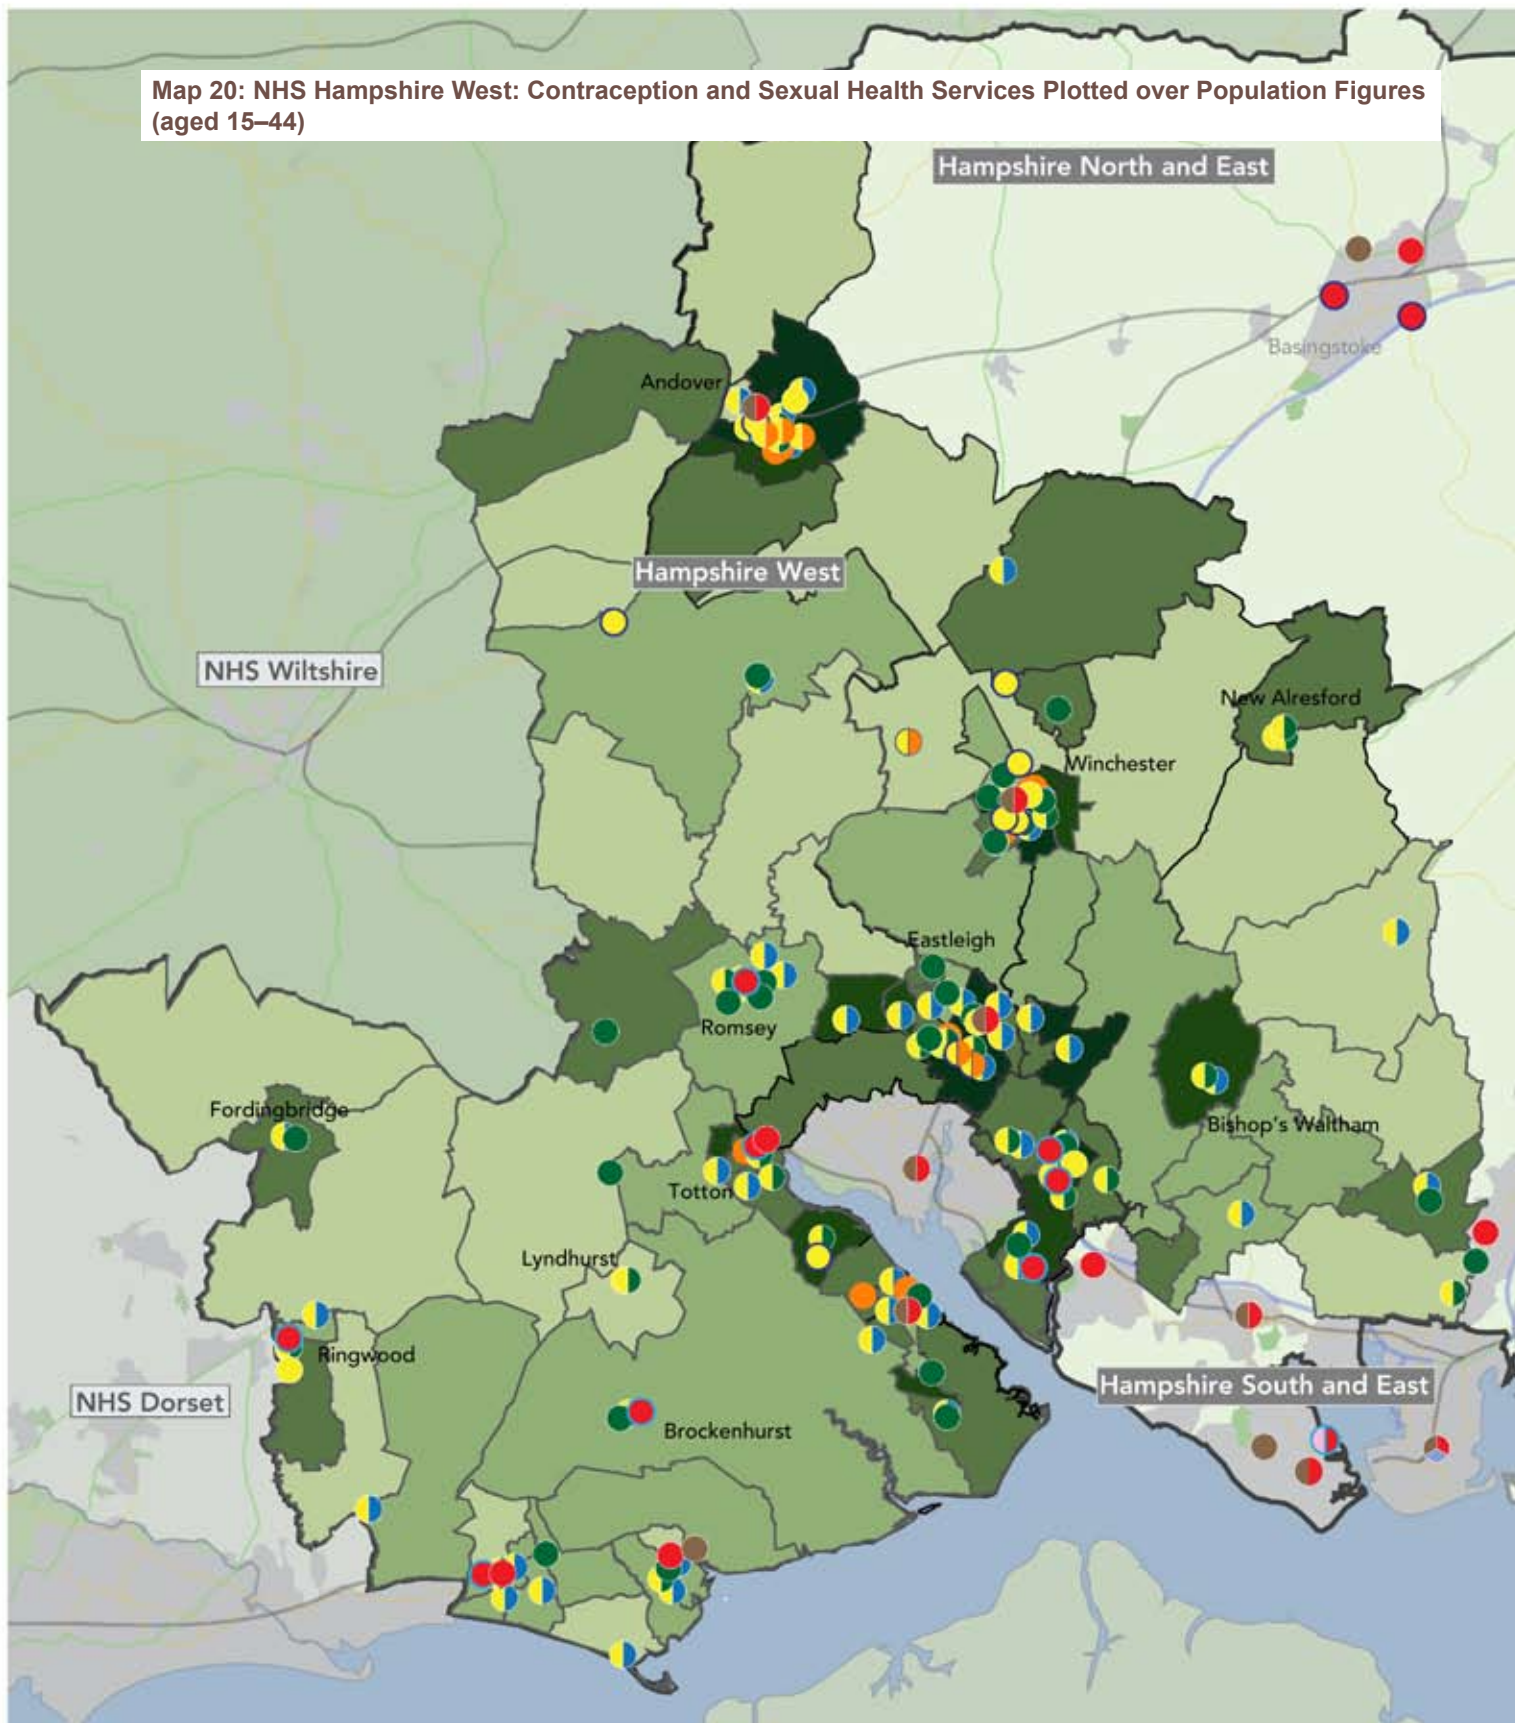 Map 20: NHS Hampshire West: Contraception and Sexual Health Services Plotted over Population Figures
(aged 15–44)
Hampshire North and East
Basingstoke
Andover
Hampshire West
NHS Wiltshire
New Alresford
Winchester
Eastleigh
Romsey
Fordingbridge
Bishop's Waltham
Totton
Lyndhurst
Ringwood
Hampshire South and East
NHS Dorset
Brockenhurst